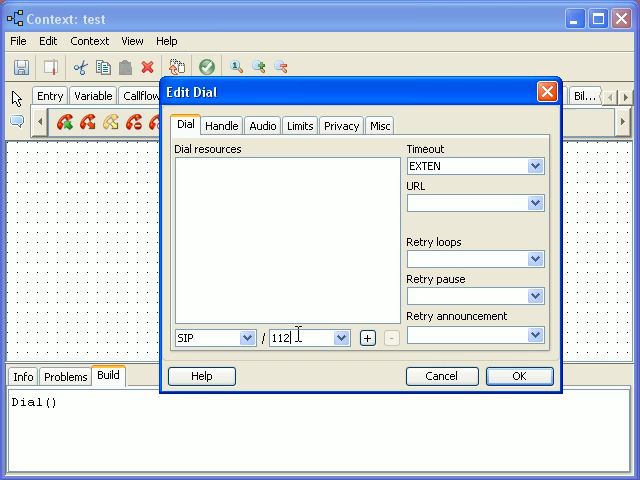 Context: test
File Edit Context View Help
Entry Variable Callflow Bil...
Edit Dial
Dial Handle Audio Limits Privacy Misc
Dial resources
Timeout
EXTEN
URL
Retry loops
Retry pause
Retry announcement
SIP / 112 + -
Help Cancel OK
Info Problems Build
Dial()